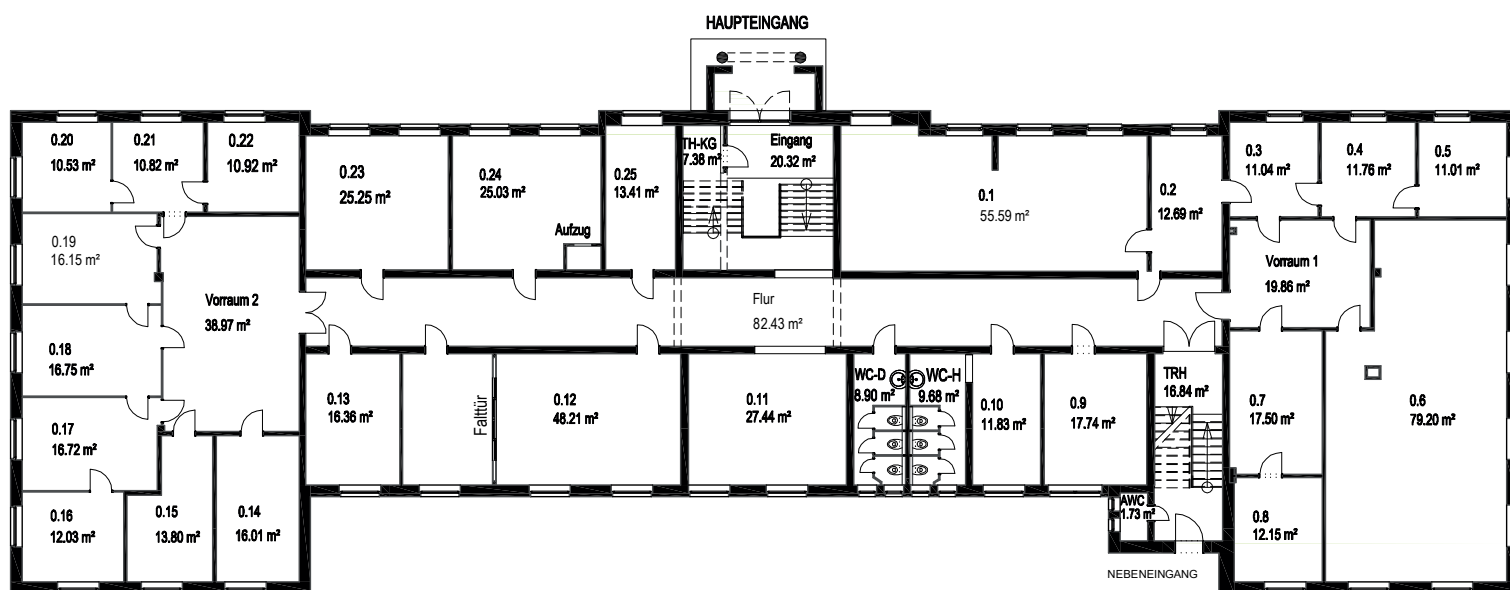 HAUPTEINGANG
0.20
10.53 m²
0.21
10.82 m²
0.22
10.92 m²
0.23
25.25 m²
0.24
25.03 m²
Aufzug
0.25
13.41 m²
TH-KG
7.38 m²
Eingang
20.32 m²
0.1
55.59 m²
0.2
12.69 m²
0.3
11.04 m²
0.4
11.76 m²
0.5
11.01 m²
0.19
16.15 m²
Vorraum 2
38.97 m²
Flur
82.43 m²
Vorraum 1
19.86 m²
0.18
16.75 m²
0.17
16.72 m²
0.13
16.36 m²
Falttür
0.12
48.21 m²
0.11
27.44 m²
WC-D
8.90 m²
WC-H
9.68 m²
0.10
11.83 m²
0.9
17.74 m²
TRH
16.84 m²
0.7
17.50 m²
0.6
79.20 m²
0.16
12.03 m²
0.15
13.80 m²
0.14
16.01 m²
AWC
1.73 m²
0.8
12.15 m²
NEBENEINGANG